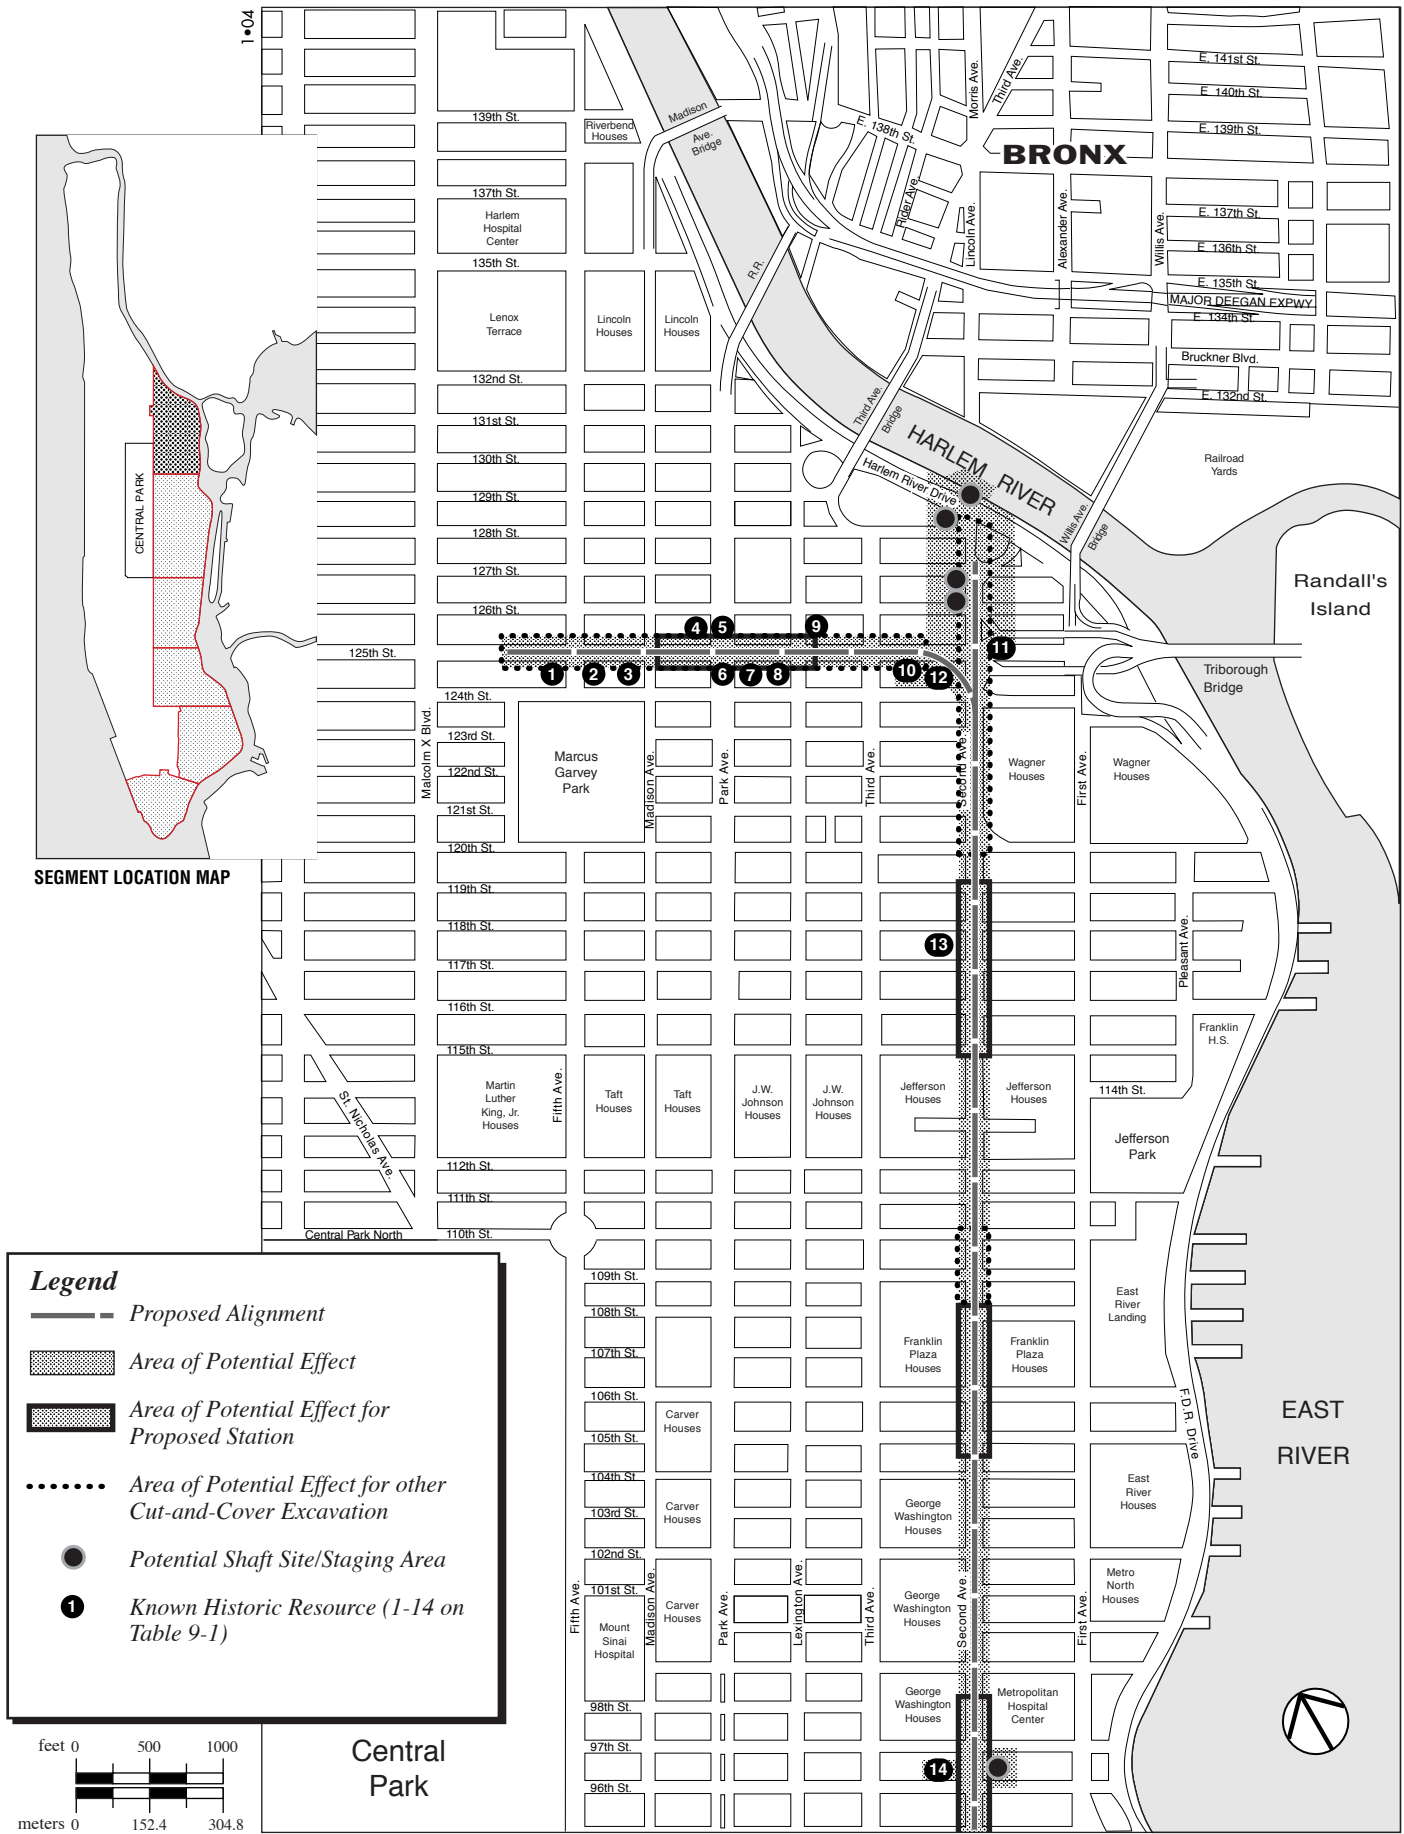 1•04
139th St.
Riverbend
Houses
Madison
Ave.
Bridge
137th St.
Harlem
Hospital
Center
135th St.
Lenox
Terrace
Lincoln
Houses
Lincoln
Houses
R.R.
132nd St.
131st St.
130th St.
129th St.
128th St.
127th St.
126th St.
125th St.
124th St.
123rd St.
122nd St.
121st St.
120th St.
119th St.
118th St.
117th St.
116th St.
115th St.
112th St.
111th St.
110th St.
Central Park North
E. 138th St.
Rider Ave.
Morris Ave.
Third Ave.
BRONX
Lincoln Ave.
Alexander Ave.
Willis Ave.
E. 141st St.
E. 140th St.
E. 139th St.
E. 137th St.
E. 136th St.
E. 135th St.
MAJOR DEEGAN EXPWY
E. 134th St.
Bruckner Blvd.
E. 132nd St.
Third Ave.
Bridge
HARLEM RIVER
Harlem River Drive
Willis Ave.
Bridge
Railroad
Yards
Randall's
Island
Triborough
Bridge
4
5
9
1
2
3
6
7
8
10
12
11
Malcolm X Blvd.
Marcus
Garvey
Park
Madison Ave.
Park Ave.
Third Ave.
Second Ave.
Wagner
Houses
First Ave.
Wagner
Houses
13
Pleasant Ave.
Franklin
H.S.
114th St.
Jefferson
Park
St. Nicholas Ave.
Martin
Luther
King, Jr.
Houses
Fifth Ave.
Taft
Houses
Taft
Houses
J.W.
Johnson
Houses
J.W.
Johnson
Houses
Jefferson
Houses
Jefferson
Houses
109th St.
108th St.
107th St.
106th St.
105th St.
104th St.
103rd St.
102nd St.
101st St.
98th St.
97th St.
96th St.
Franklin
Plaza
Houses
Franklin
Plaza
Houses
East
River
Landing
Carver
Houses
Carver
Houses
Carver
Houses
George
Washington
Houses
George
Washington
Houses
George
Washington
Houses
East
River
Houses
Metro
North
Houses
F.D.R. Drive
EAST
RIVER
Fifth Ave.
Mount
Sinai
Hospital
Madison Ave.
Park Ave.
Lexington Ave.
Third Ave.
Second Ave.
First Ave.
Metropolitan
Hospital
Center
14
Central
Park
CENTRAL PARK
SEGMENT LOCATION MAP
Legend
Proposed Alignment
Area of Potential Effect
Area of Potential Effect for
Proposed Station
Area of Potential Effect for other
Cut-and-Cover Excavation
Potential Shaft Site/Staging Area
1
Known Historic Resource (1-14 on
Table 9-1)
feet 0 500 1000
meters 0 152.4 304.8